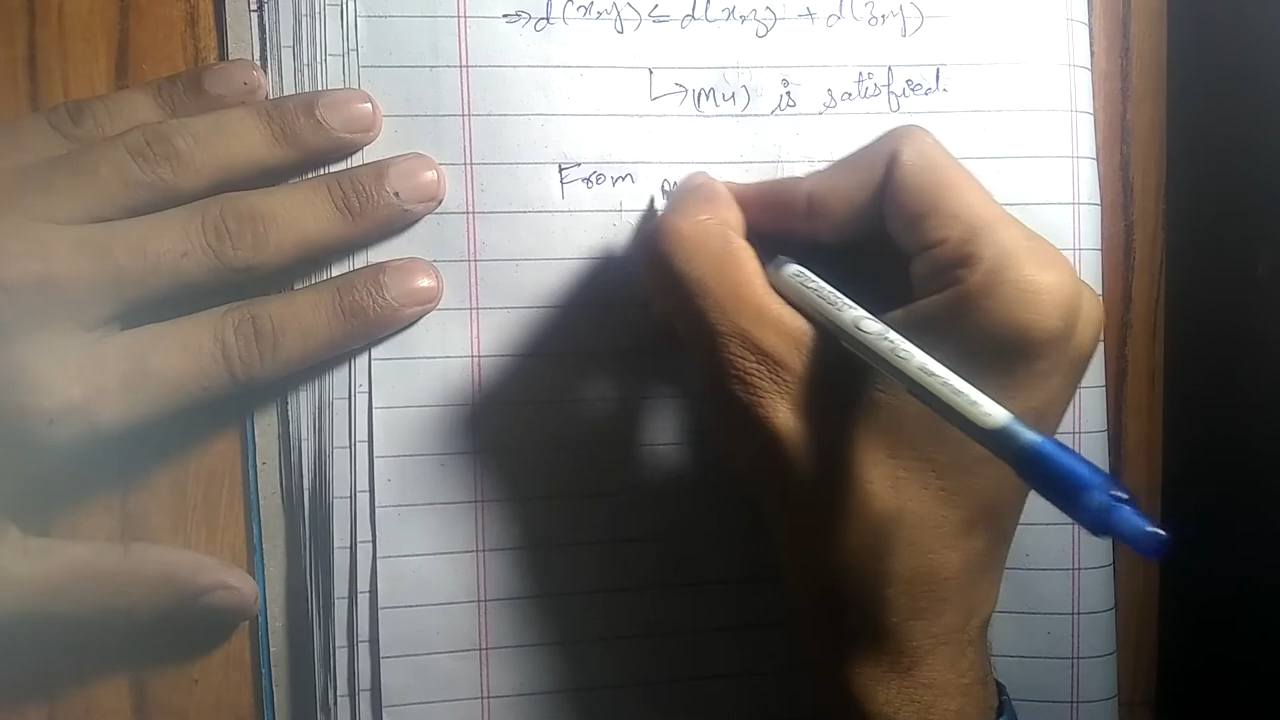 ⇒ d(x,y) ≤ d(x,z) + d(z,y)
↳ (M4) is satisfied.
From